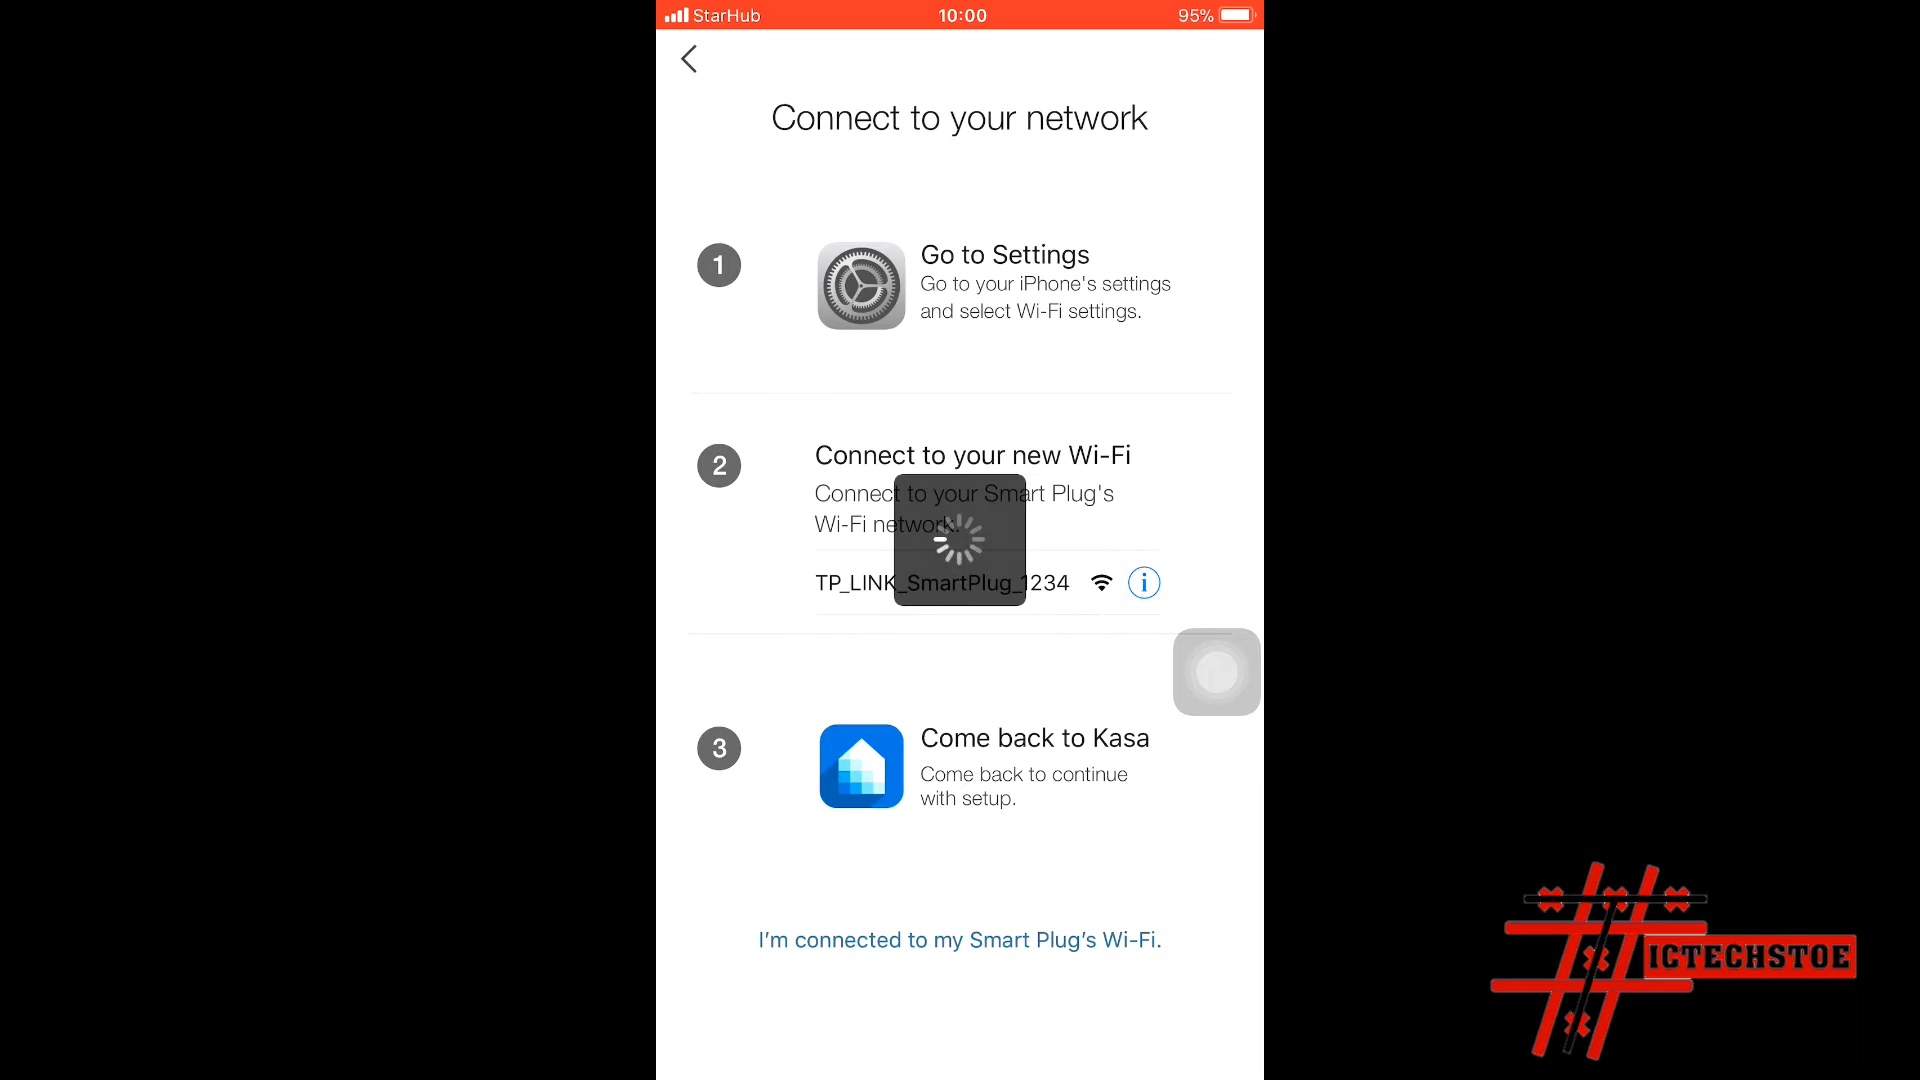 StarHub 10:00 95%
Connect to your network
1
Go to Settings
Go to your iPhone's settings
and select Wi-Fi settings.
2
Connect to your new Wi-Fi
Connect to your Smart Plug's
Wi-Fi network.
TP_LINK_SmartPlug_1234
3
Come back to Kasa
Come back to continue
with setup.
I’m connected to my Smart Plug’s Wi-Fi.
ICTECHSTOE